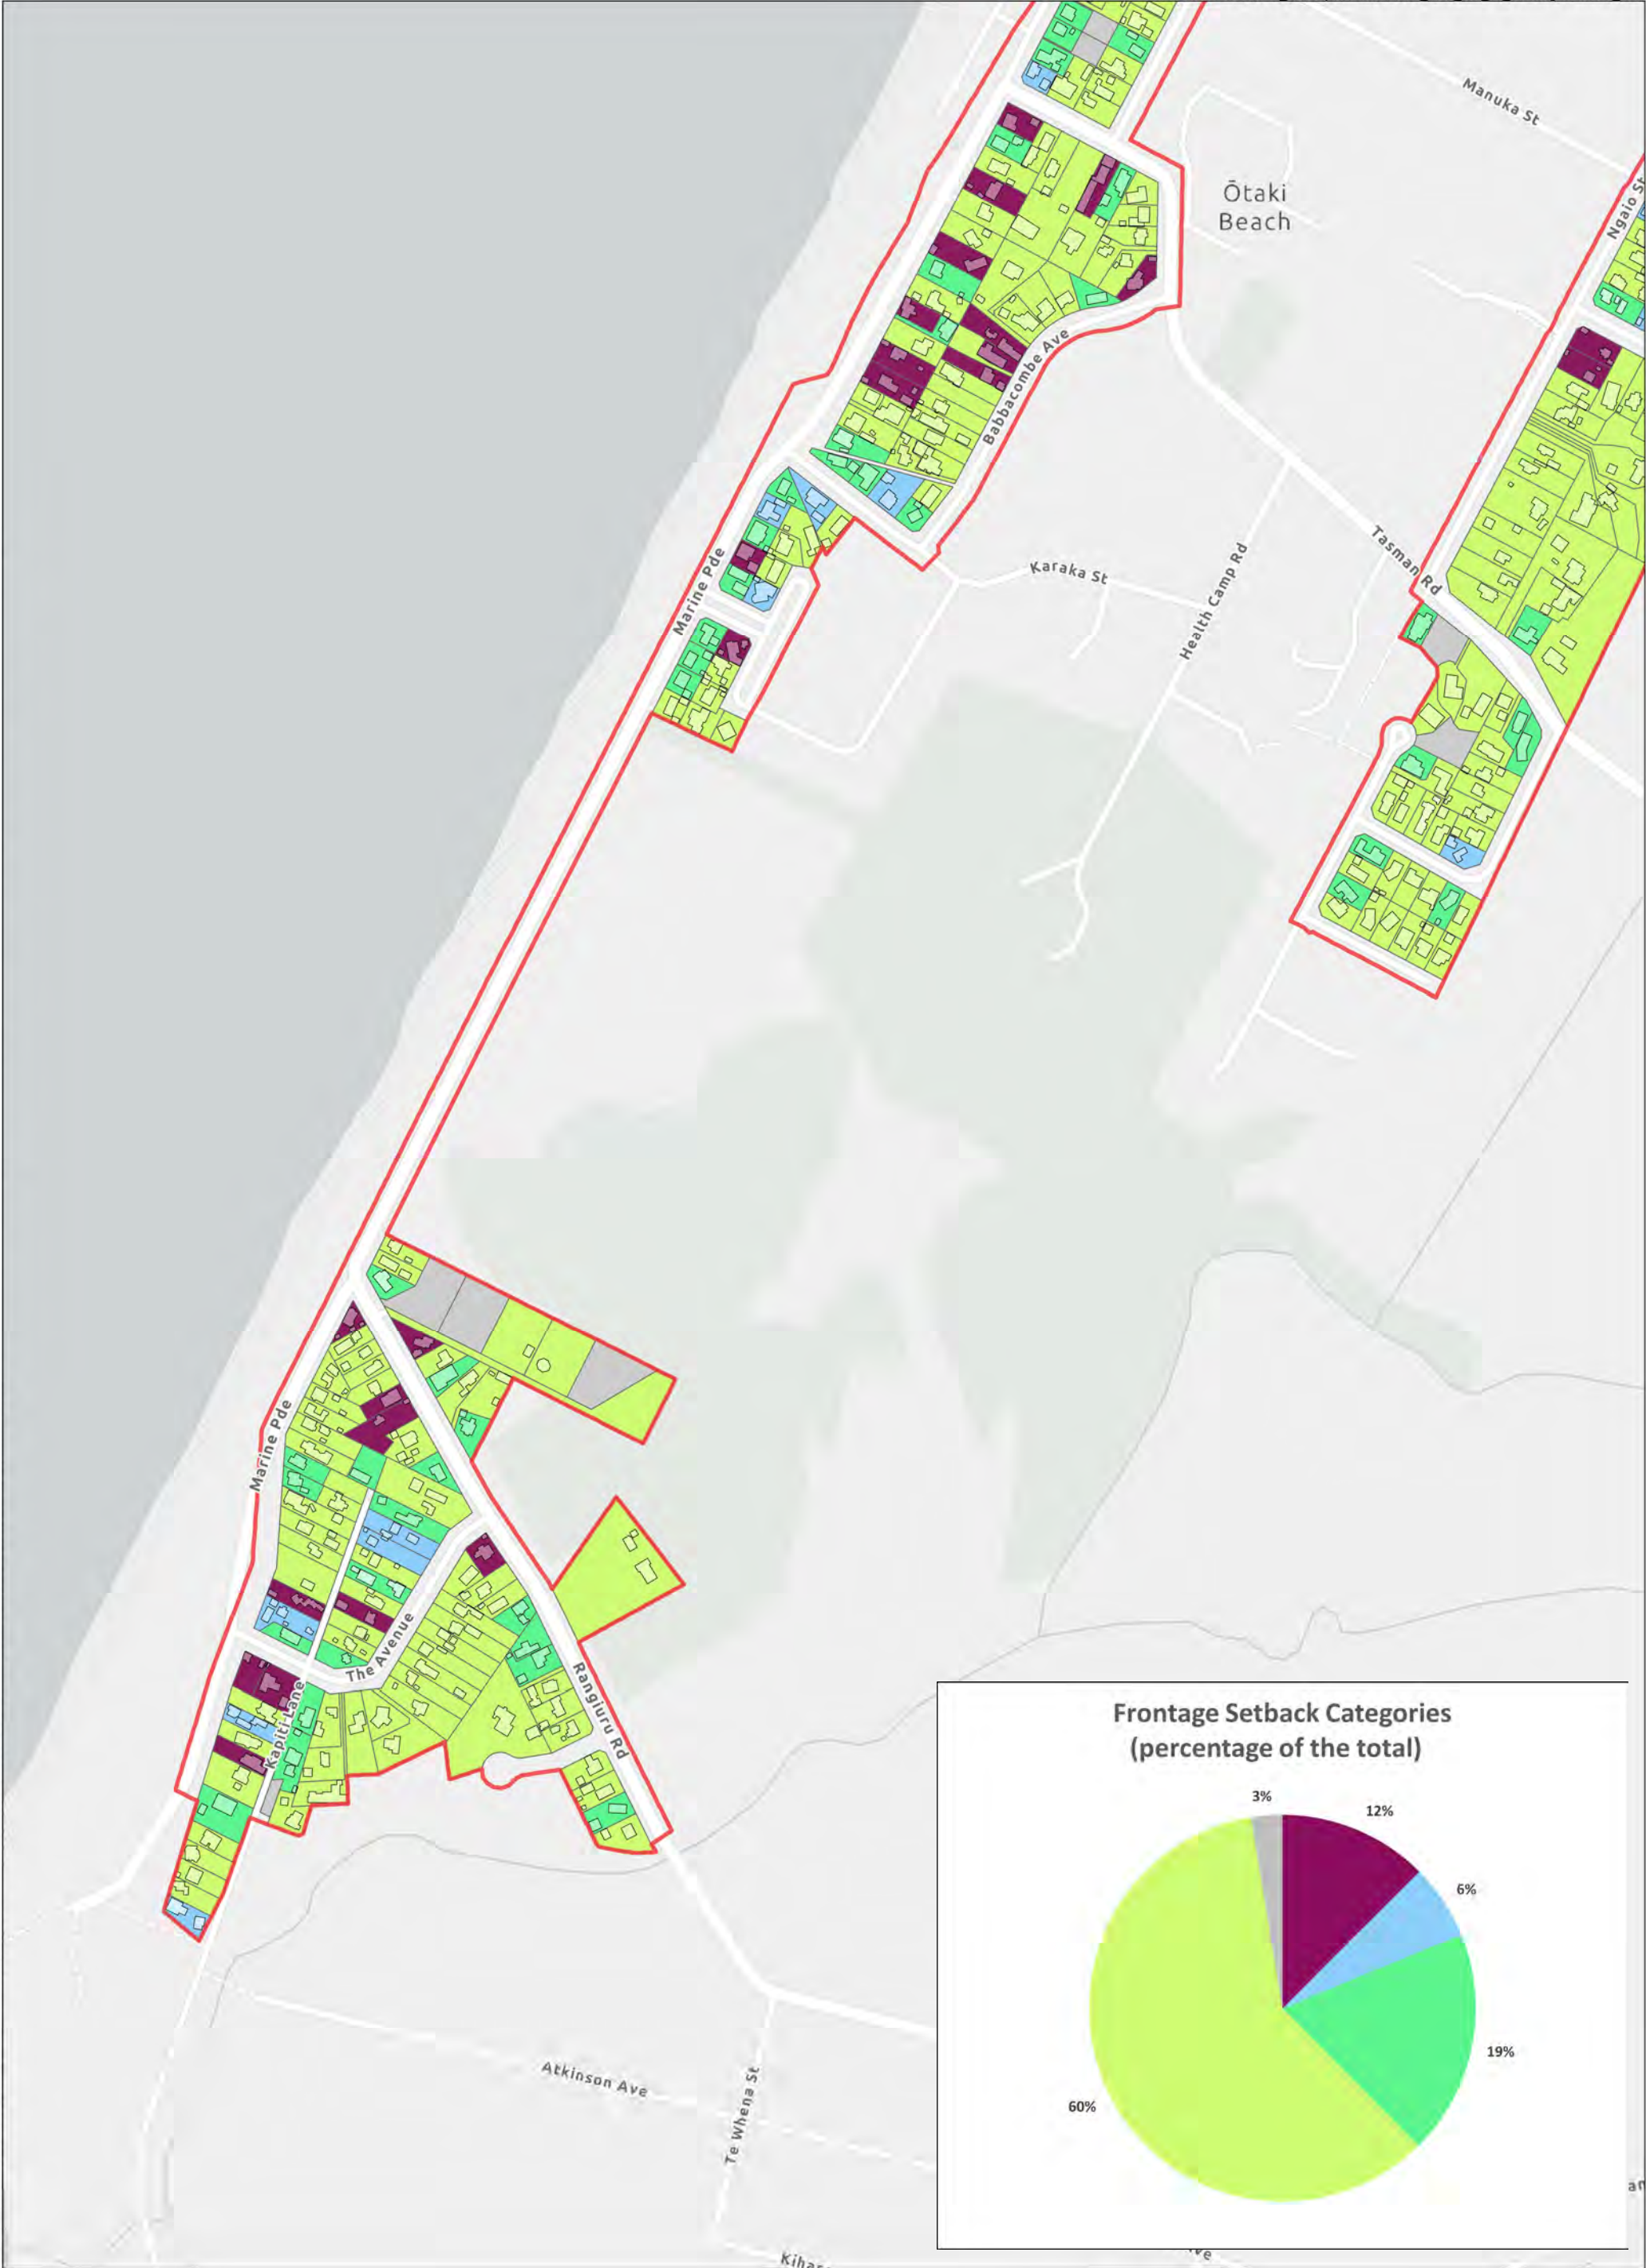 Manuka St
Ngaio St
Ōtaki
Beach
Babbacombe Ave
Tasman Rd
Karaka St
Health Camp Rd
Marine Pde
Marine Pde
The Avenue
Rangiuru Rd
Kapiti Lane
Frontage Setback Categories
(percentage of the total)
3%
12%
6%
19%
60%
Atkinson Ave
Te Whena St